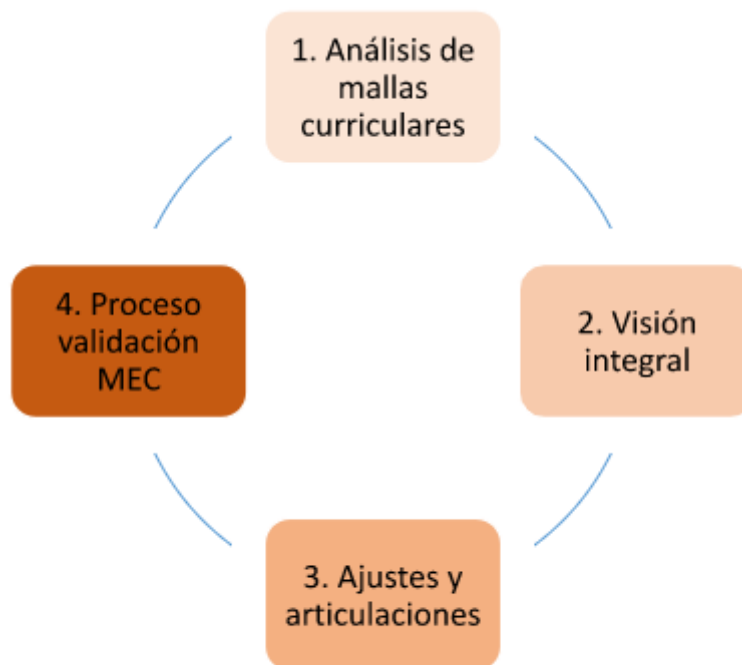 1. Análisis de
mallas
curriculares
2. Visión
integral
3. Ajustes y
articulaciones
4. Proceso
validación
MEC